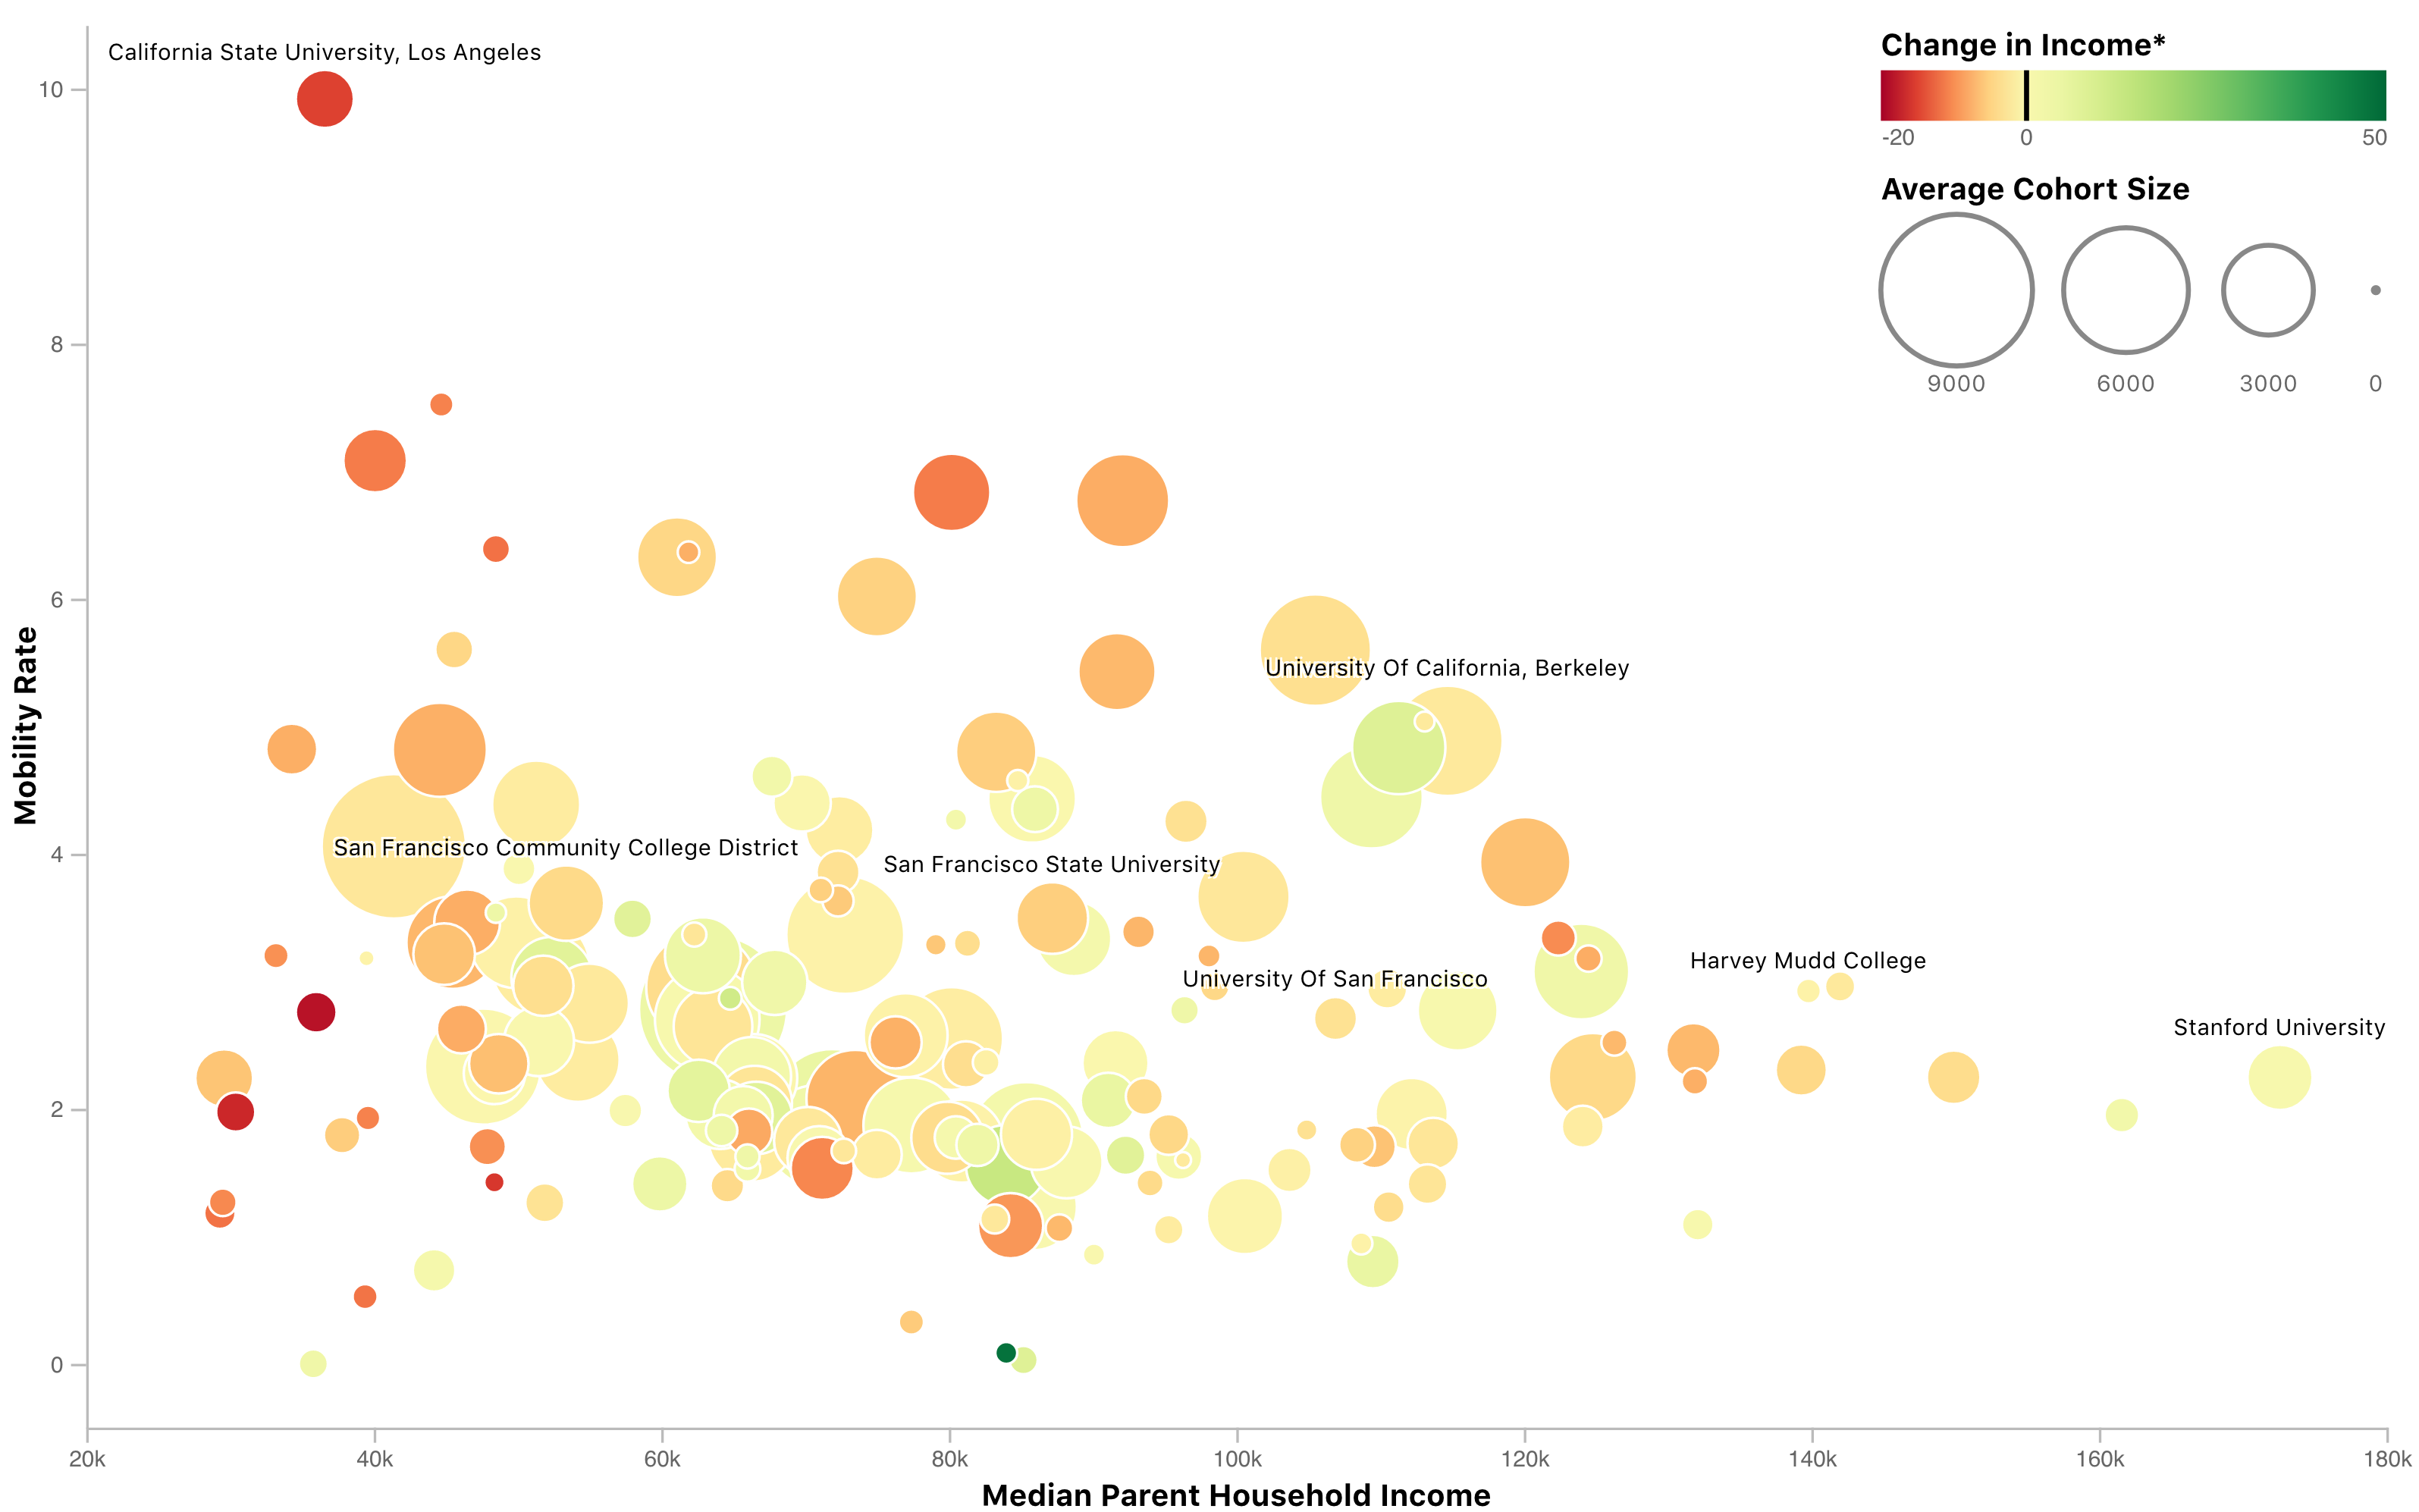 California State University, Los Angeles
Change in Income*
-20 0 50
Average Cohort Size
9000 6000 3000 0
10
8
6
4
2
0
Mobility Rate
University Of California, Berkeley
San Francisco Community College District
San Francisco State University
University Of San Francisco
Harvey Mudd College
Stanford University
20k 40k 60k 80k 100k 120k 140k 160k 180k
Median Parent Household Income